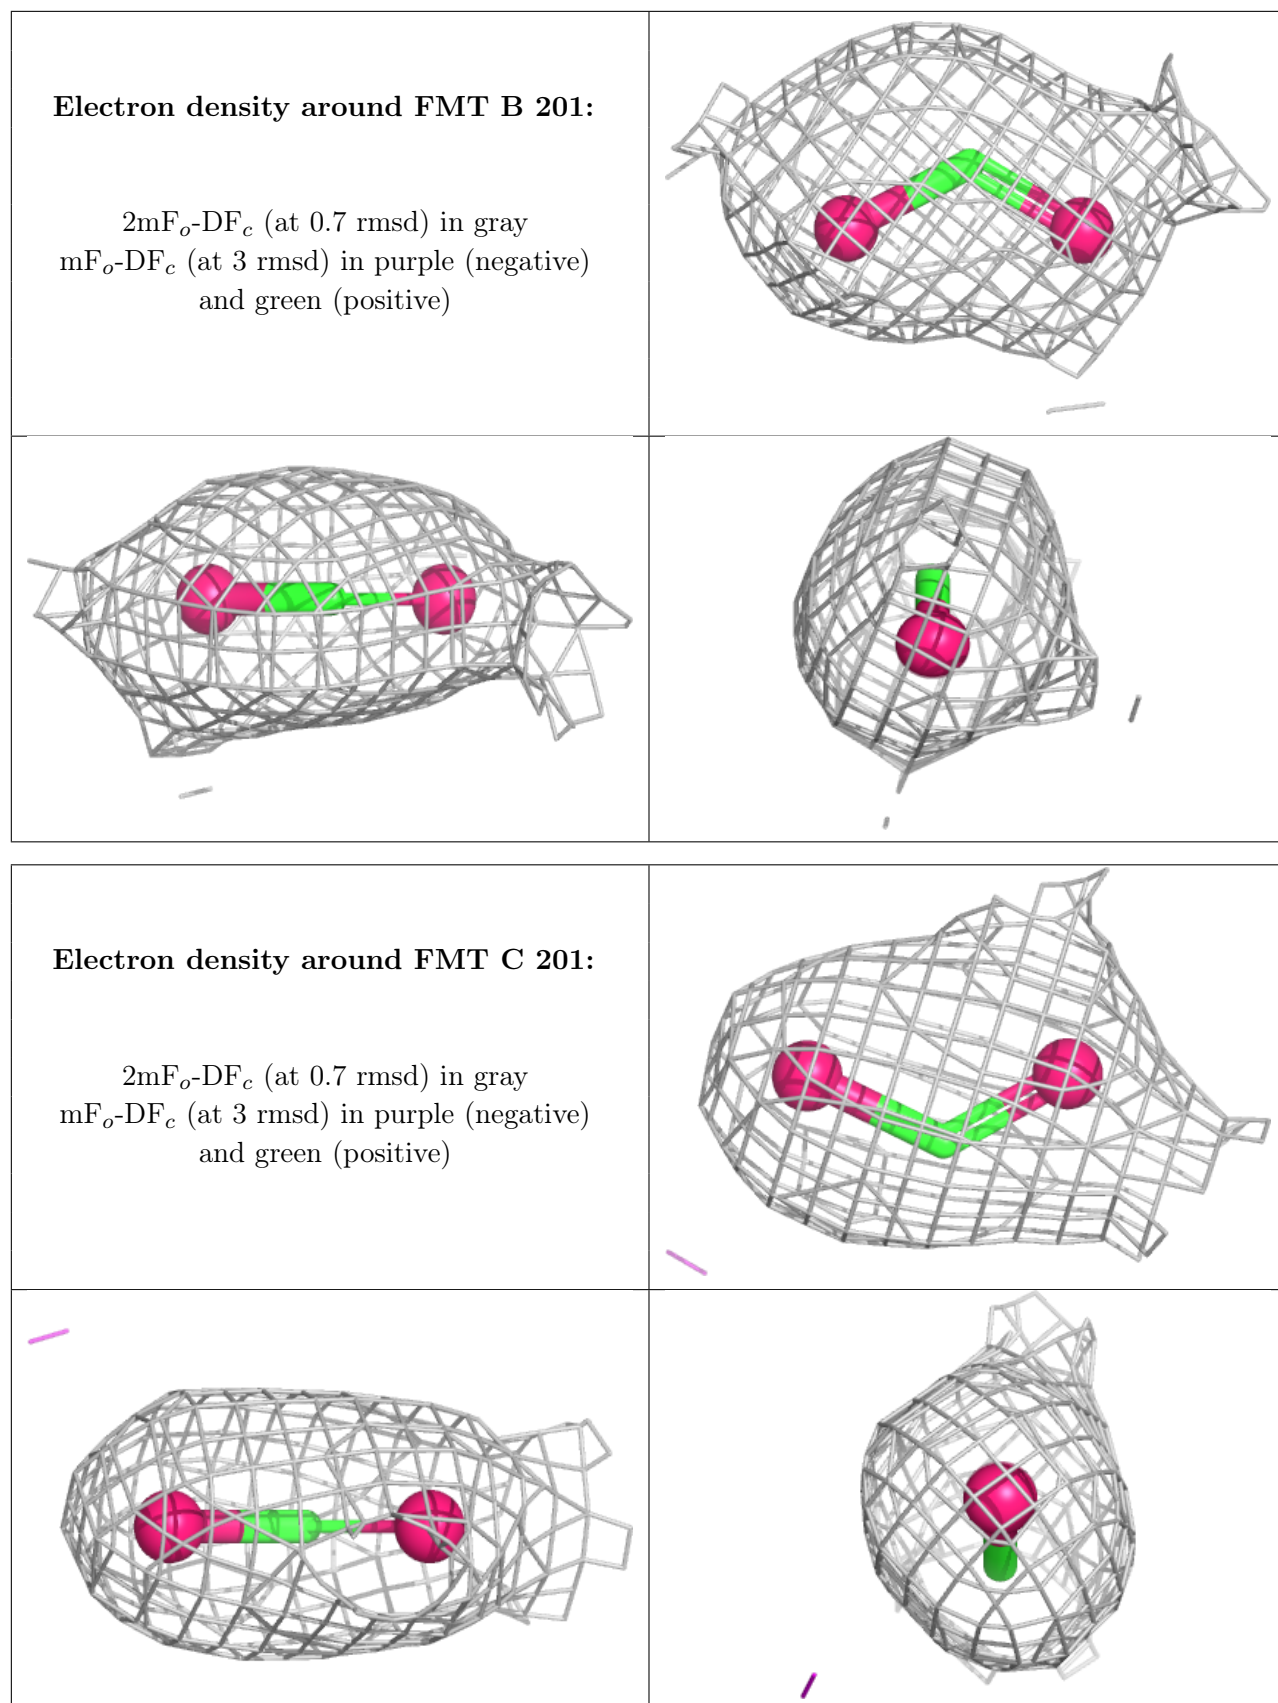 Electron density around FMT B 201:
2mFo-DFc (at 0.7 rmsd) in gray
mFo-DFc (at 3 rmsd) in purple (negative)
and green (positive)
Electron density around FMT C 201:
2mFo-DFc (at 0.7 rmsd) in gray
mFo-DFc (at 3 rmsd) in purple (negative)
and green (positive)